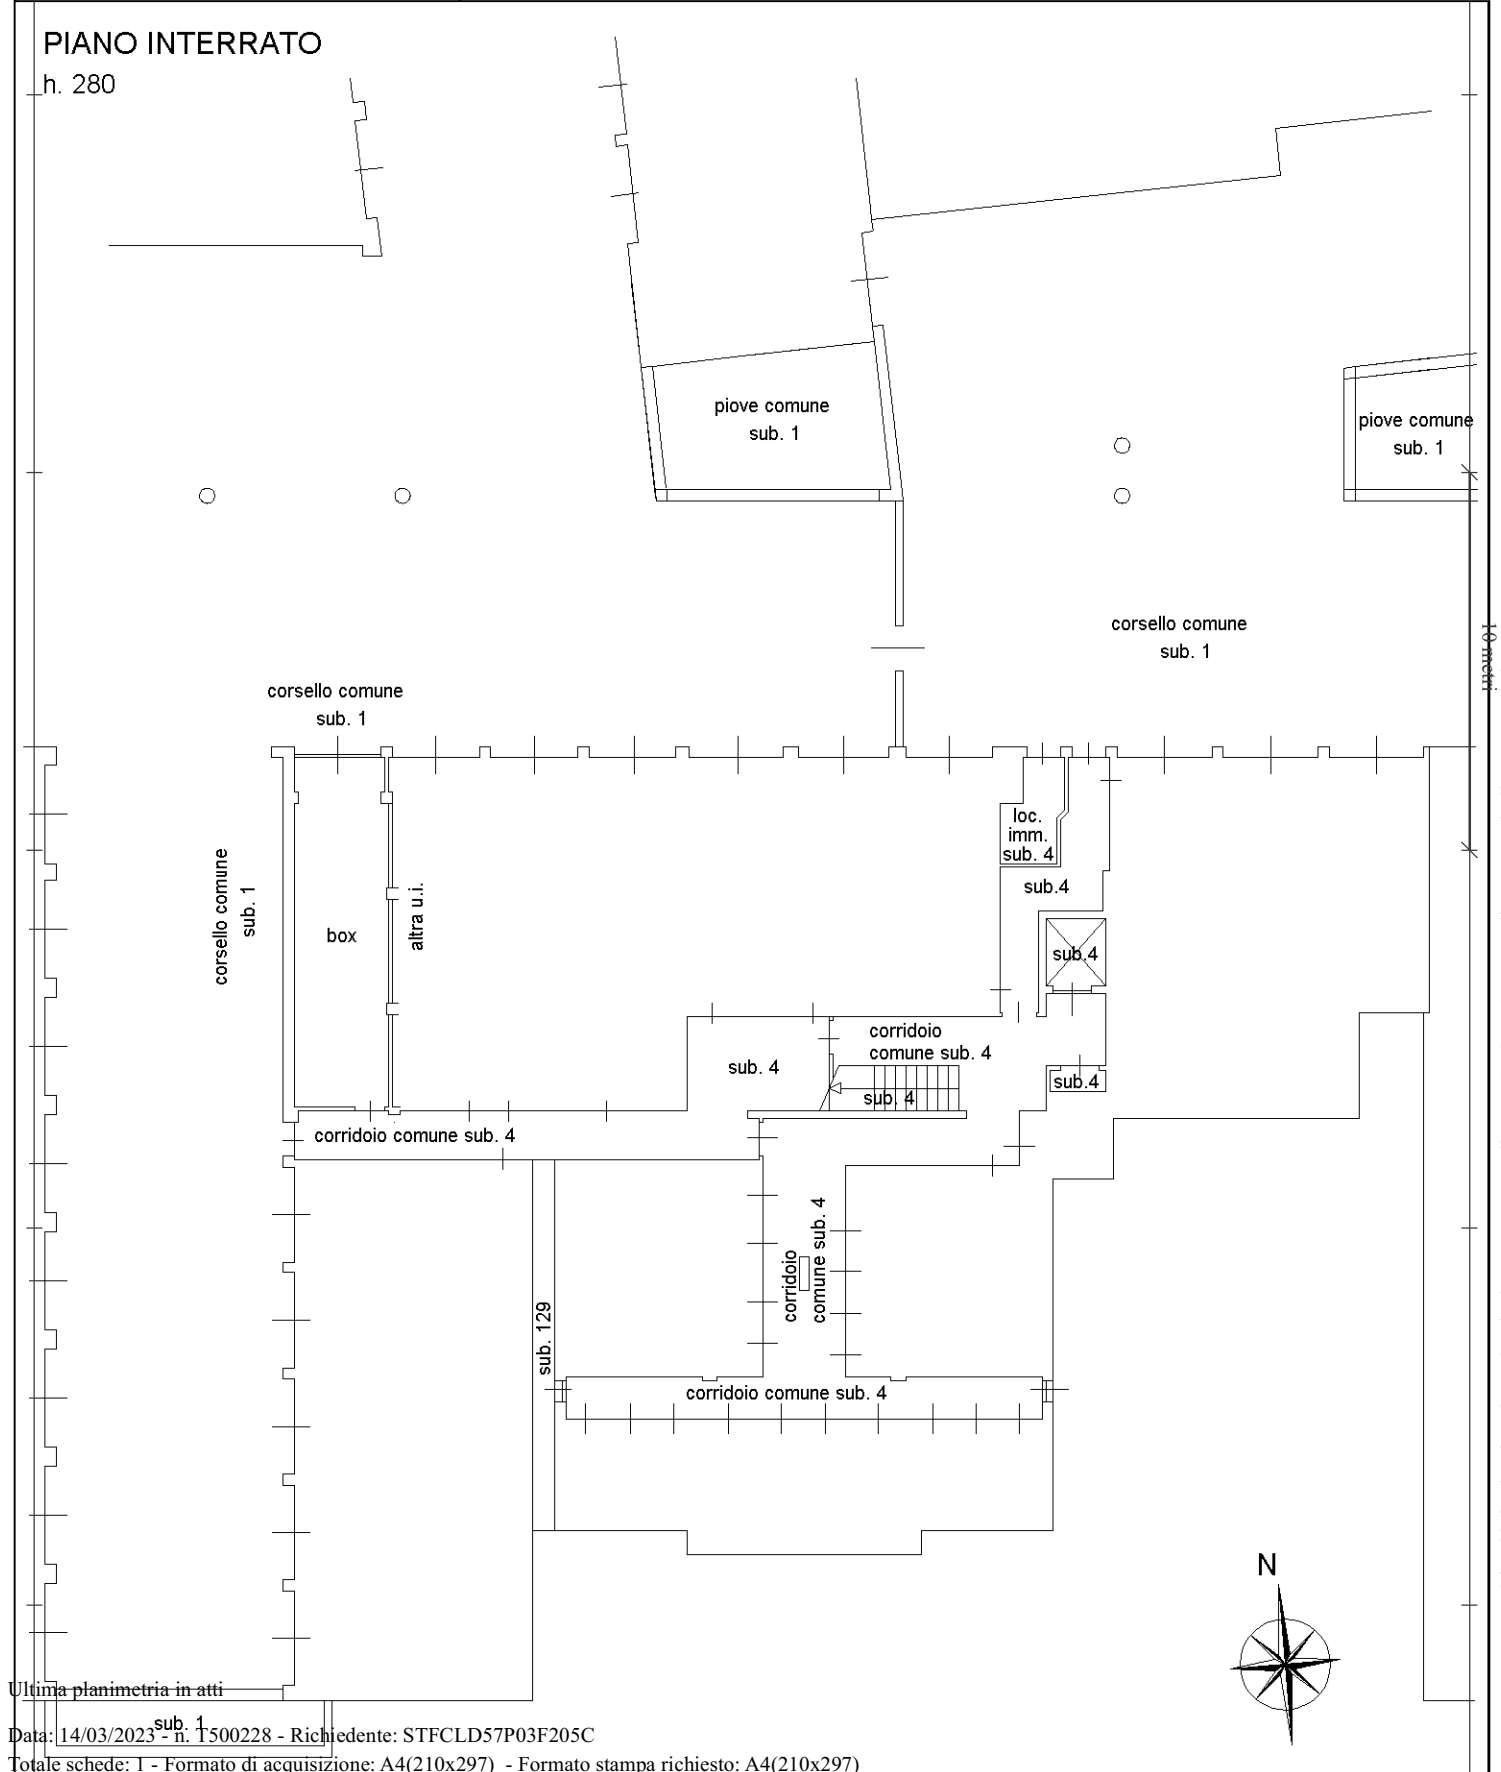 PIANO INTERRATO
h. 280
piove comune
sub. 1
piove comune
sub. 1
10 metri
corsello comune
sub. 1
corsello comune
sub. 1
corsello comune
sub. 1
box
altra u.i.
loc.
imm.
sub. 4
sub.4
sub.4
corridoio
comune sub. 4
sub. 4
sub. 4
sub.4
corridoio comune sub. 4
corridoio
comune sub. 4
sub. 129
corridoio comune sub. 4
N
Ultima planimetria in atti
sub. 1
Data: 14/03/2023 - n. T500228 - Richiedente: STFCLD57P03F205C
Totale schede: 1 - Formato di acquisizione: A4(210x297) - Formato stampa richiesto: A4(210x297)